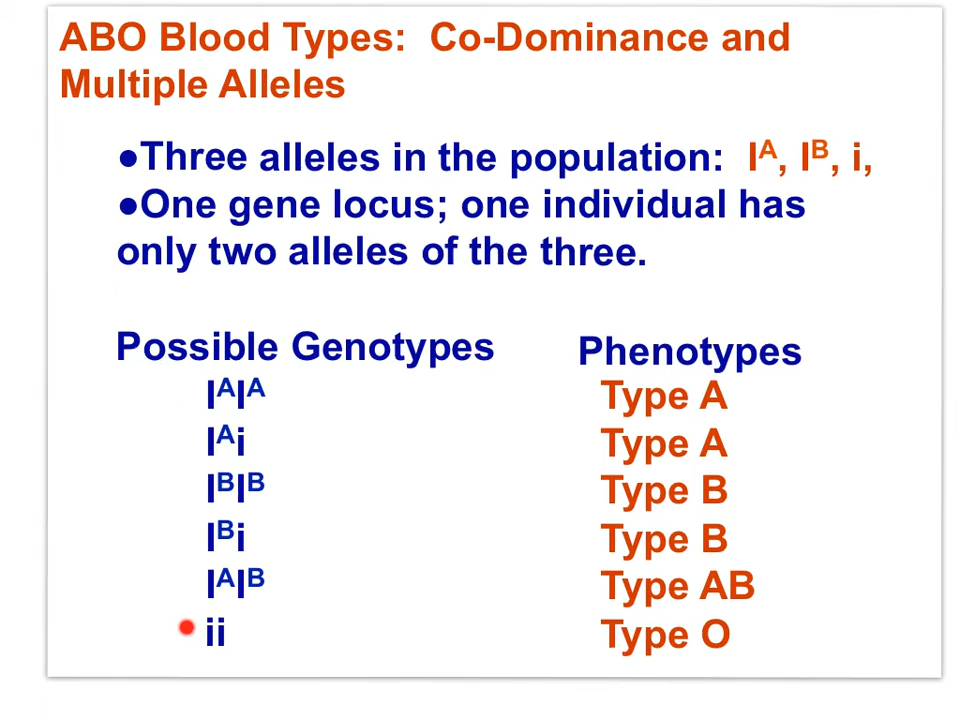 ABO Blood Types: Co-Dominance and
Multiple Alleles
●Three alleles in the population: Iᴬ, Iᴮ, i,
●One gene locus; one individual has
only two alleles of the three.
Possible Genotypes Phenotypes
IᴬIᴬ Type A
Iᴬi Type A
IᴮIᴮ Type B
Iᴮi Type B
IᴬIᴮ Type AB
ii Type O